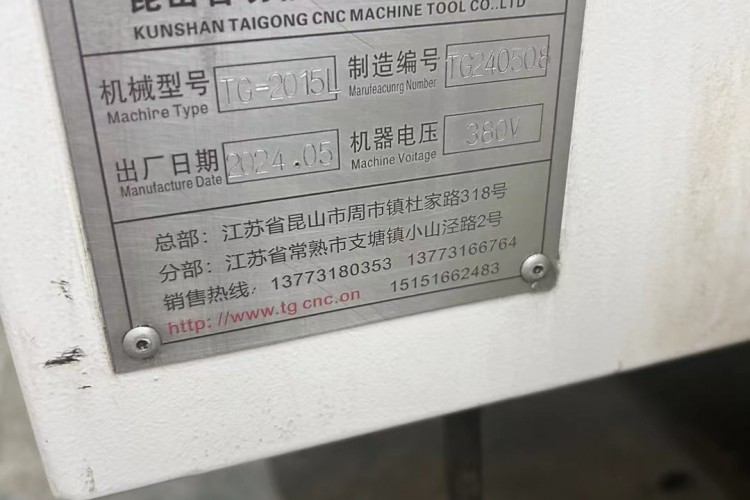 KUNSHAN TAIGONG CNC MACHINE TOOL CO..LTD
机械型号 TG-2015L 制造编号 TG240508
Machire Type Marufeacunrg Number
出厂日期 2024.05 机器电压 380V
Manufacture Date Machine Voitage
总部：江苏省昆山市周市镇杜家路318号
分部：江苏省常熟市支塘镇小山泾路2号
销售热线：13773180353 13773166764
http://www.tg cnc.on 15151662483